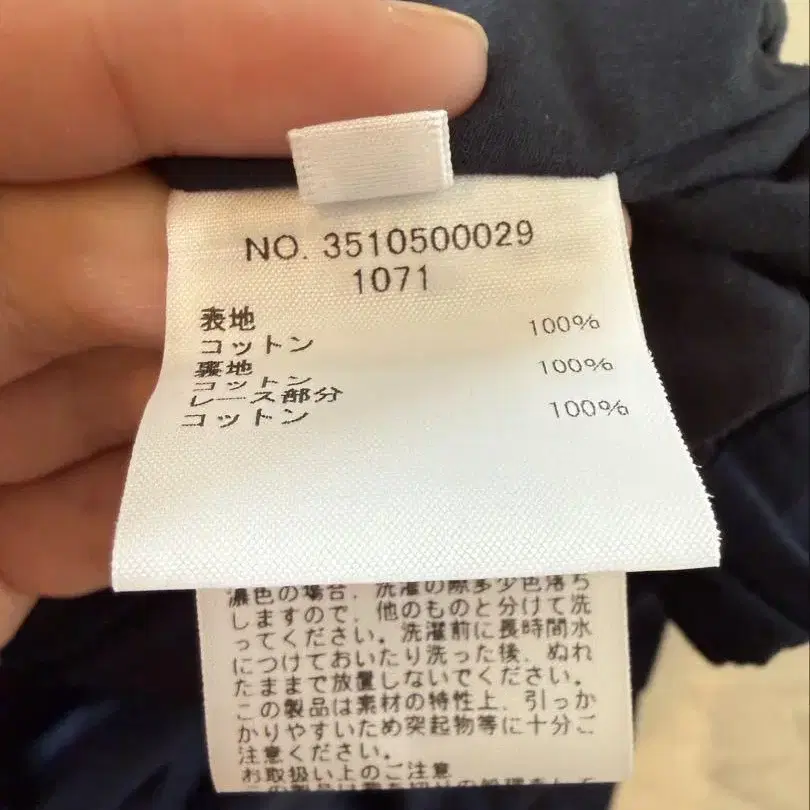 NO. 3510500029
1071
表地
コットン 100%
裏地
コットン 100%
レース部分
コットン 100%
濃色の場合、洗濯の際多少色落ち
しますので、他のものと分けて洗
ってください。洗濯前に長時間水
につけておいたり洗った後、ぬれ
たままで放置しないでください。
この製品は素材の特性上、引っか
かりやすいため突起物等に十分ご
注意ください。
お取扱い上のご注意
この製品は